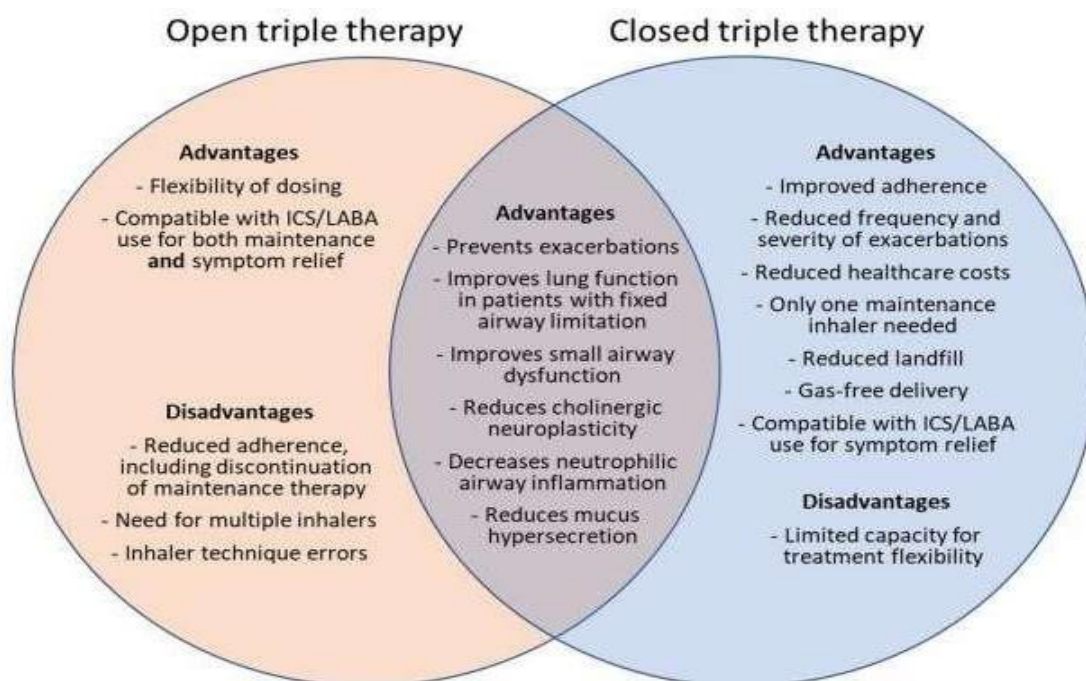 Open triple therapy
Closed triple therapy
Advantages
- Flexibility of dosing
- Compatible with ICS/LABA
use for both maintenance
and symptom relief
Disadvantages
- Reduced adherence,
including discontinuation
of maintenance therapy
- Need for multiple inhalers
- Inhaler technique errors
Advantages
- Prevents exacerbations
- Improves lung function
in patients with fixed
airway limitation
- Improves small airway
dysfunction
- Reduces cholinergic
neuroplasticity
- Decreases neutrophilic
airway inflammation
- Reduces mucus
hypersecretion
Advantages
- Improved adherence
- Reduced frequency and
severity of exacerbations
- Reduced healthcare costs
- Only one maintenance
inhaler needed
- Reduced landfill
- Gas-free delivery
- Compatible with ICS/LABA
use for symptom relief
Disadvantages
- Limited capacity for
treatment flexibility